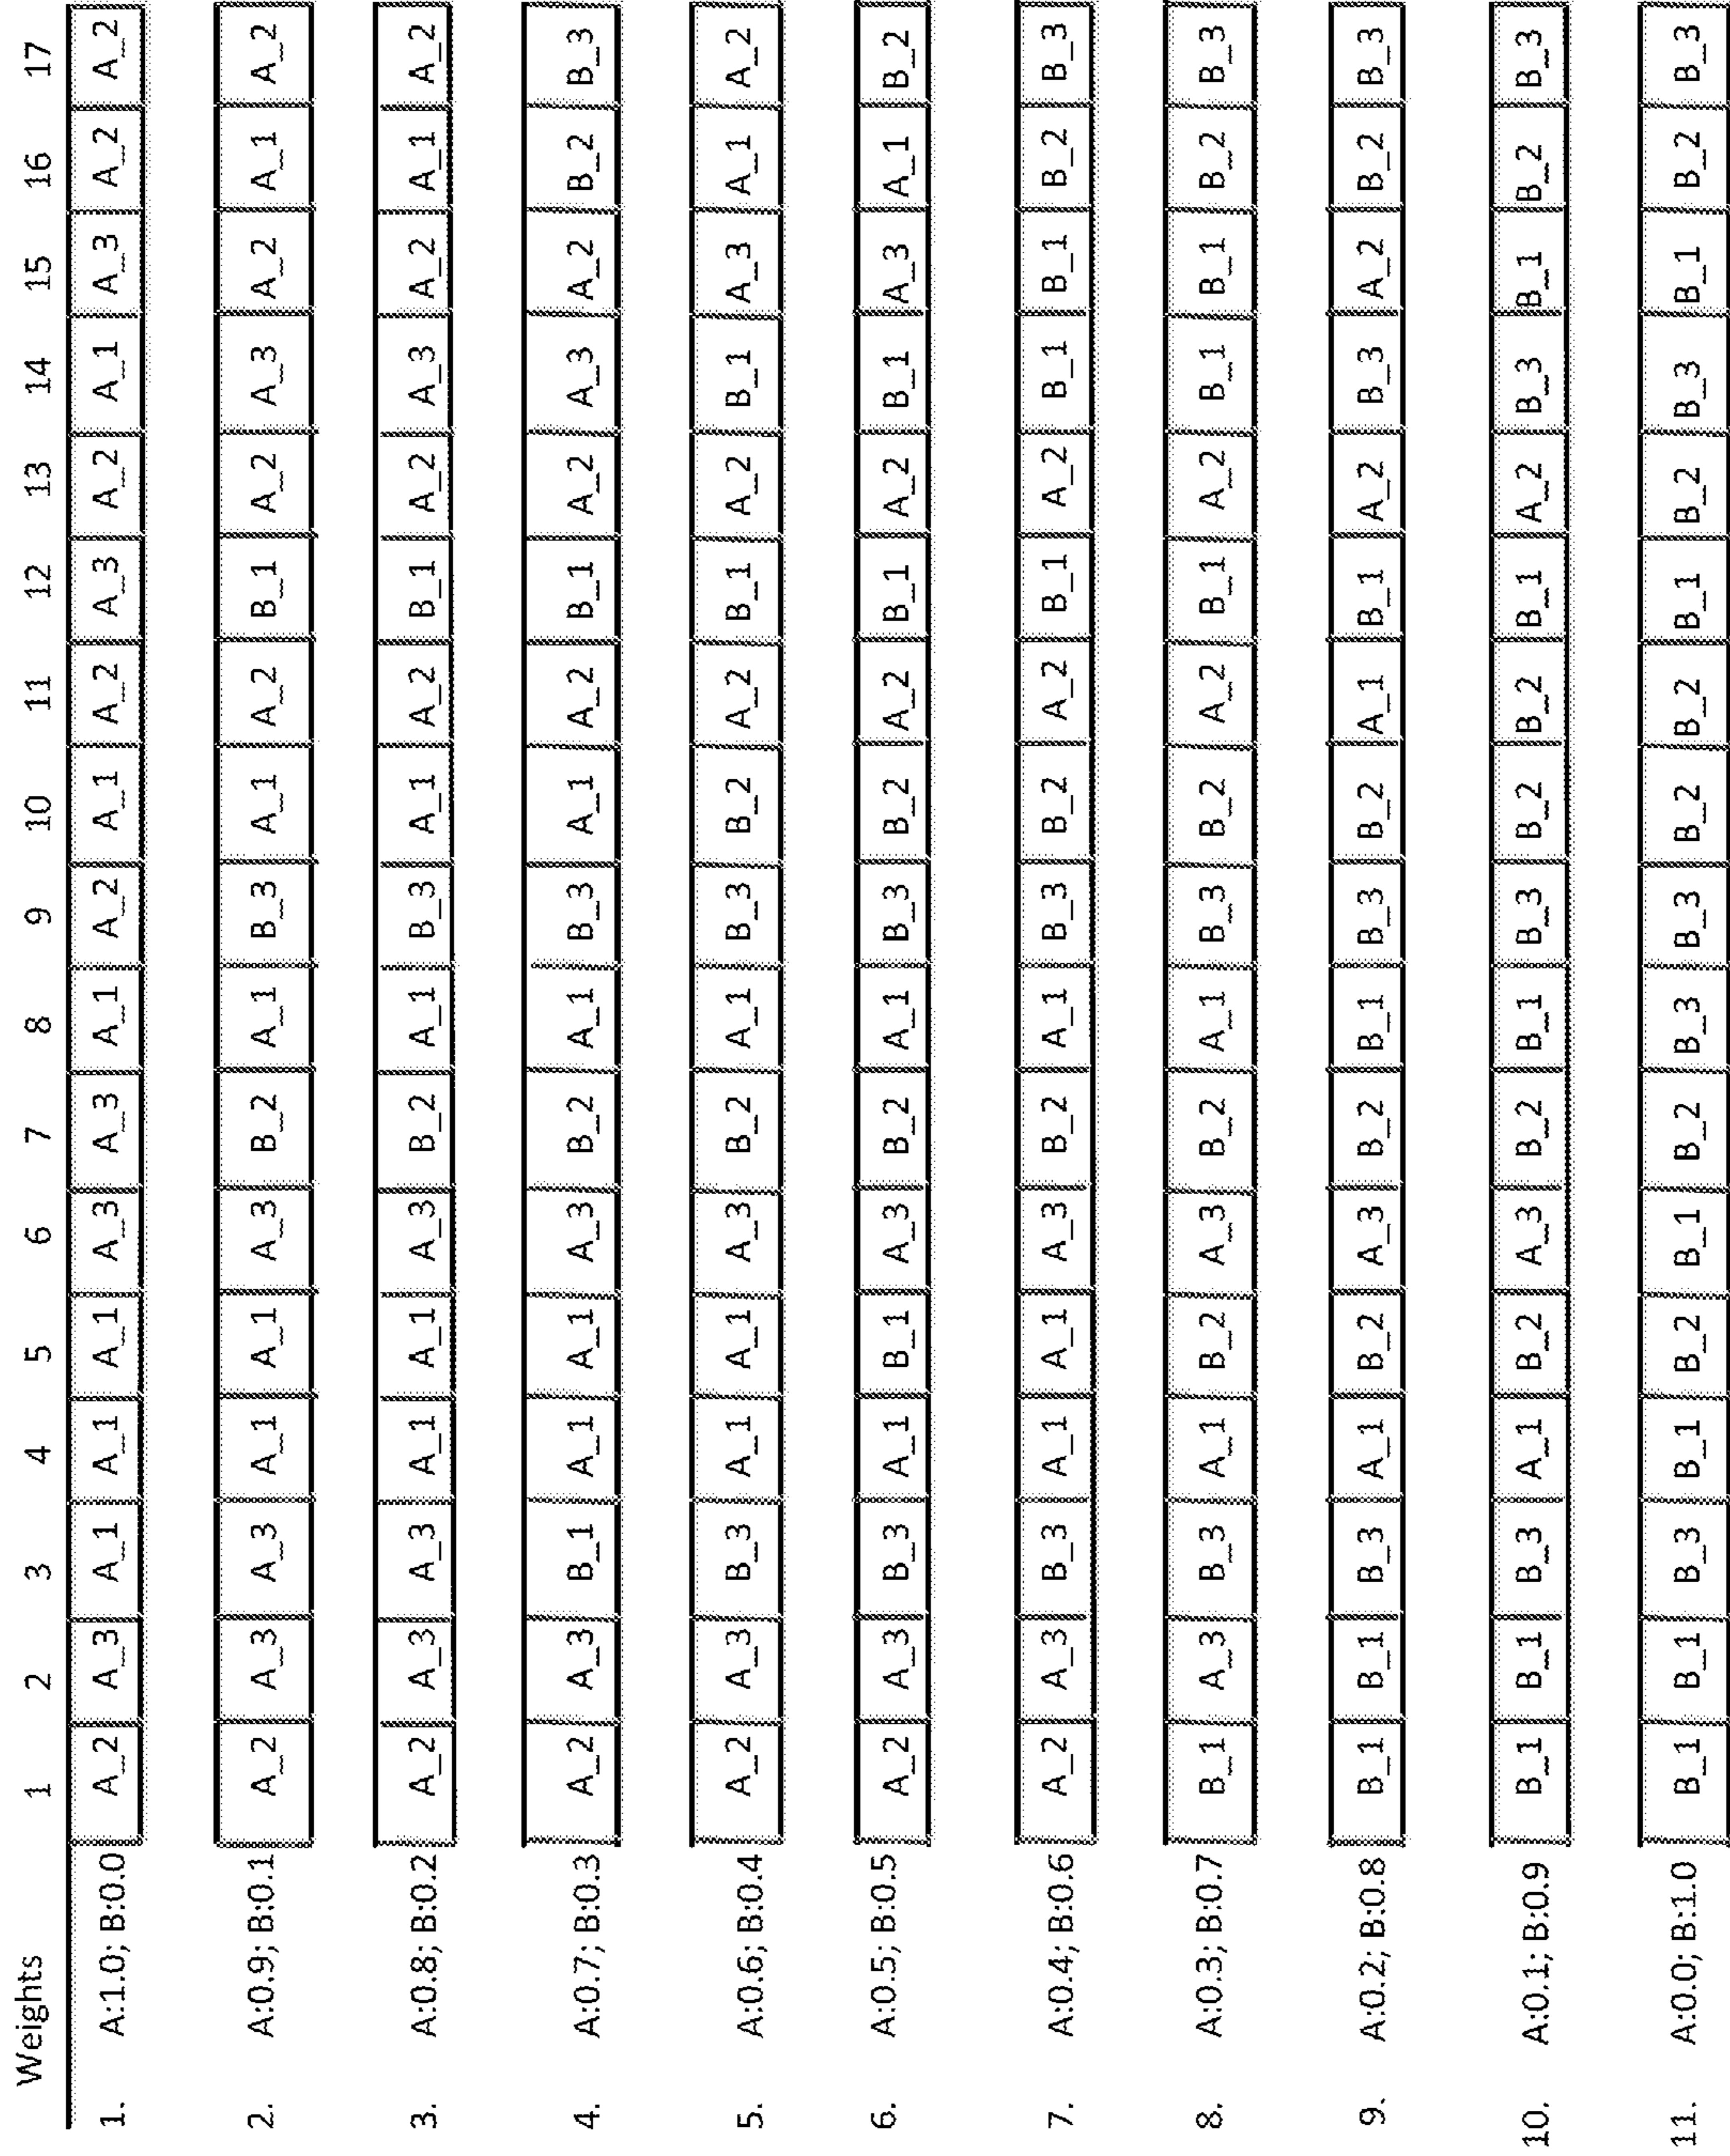 Weights 1 2 3 4 5 6 7 8 9 10 11 12 13 14 15 16 17
1. A:1.0; B:0.0 A_2 A_3 A_1 A_1 A_1 A_3 A_3 A_1 A_2 A_1 A_2 A_3 A_2 A_1 A_3 A_2 A_2
2. A:0.9; B:0.1 A_2 A_3 A_3 A_1 A_1 A_3 B_2 A_1 B_3 A_1 A_2 B_1 A_2 A_3 A_2 A_1 A_2
3. A:0.8; B:0.2 A_2 A_3 A_3 A_1 A_1 A_3 B_2 A_1 B_3 A_1 A_2 B_1 A_2 A_3 A_2 A_1 A_2
4. A:0.7; B:0.3 A_2 A_3 B_1 A_1 A_1 A_3 B_2 A_1 B_3 A_1 A_2 B_1 A_2 A_3 A_2 B_2 B_3
5. A:0.6; B:0.4 A_2 A_3 B_3 A_1 A_1 A_3 B_2 A_1 B_3 B_2 A_2 B_1 A_2 B_1 A_3 A_1 A_2
6. A:0.5; B:0.5 A_2 A_3 B_3 A_1 B_1 A_3 B_2 A_1 B_3 B_2 A_2 B_1 A_2 B_1 A_3 A_1 B_2
7. A:0.4; B:0.6 A_2 A_3 B_3 A_1 A_1 A_3 B_2 A_1 B_3 B_2 A_2 B_1 A_2 B_1 B_1 B_2 B_3
8. A:0.3; B:0.7 B_1 A_3 B_3 A_1 B_2 A_3 B_2 A_1 B_3 B_2 A_2 B_1 A_2 B_1 B_1 B_2 B_3
9. A:0.2; B:0.8 B_1 B_1 B_3 A_1 B_2 A_3 B_2 B_1 B_3 B_2 A_1 B_1 A_2 B_3 A_2 B_2 B_3
10. A:0.1; B:0.9 B_1 B_1 B_3 A_1 B_2 A_3 B_2 B_1 B_3 B_2 B_2 B_1 A_2 B_3 B_1 B_2 B_3
11. A:0.0; B:1.0 B_1 B_1 B_3 B_1 B_2 B_1 B_2 B_3 B_3 B_2 B_2 B_1 B_2 B_3 B_1 B_2 B_3